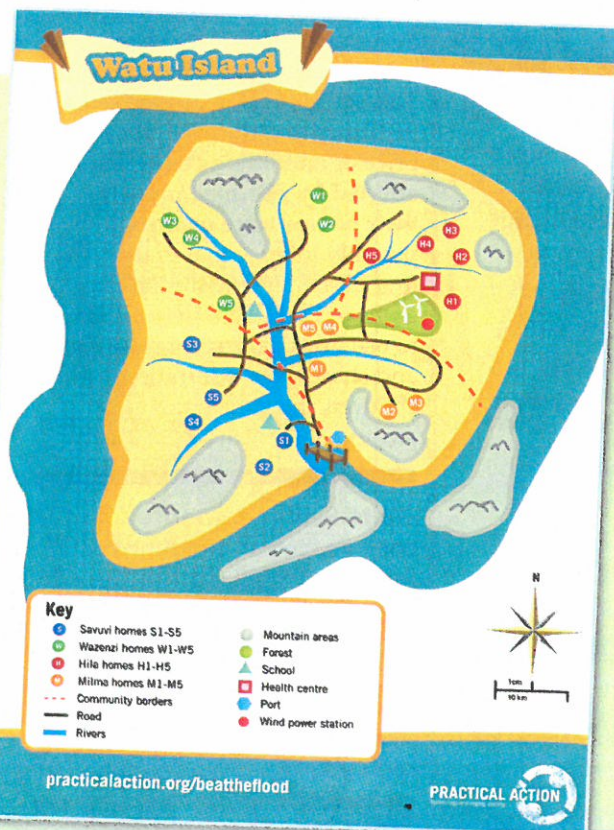 Watu Island
W1
W3
W2
W4
H3
H4
H5
H2
H1
W5
M5
M4
S3
M1
S5
M3
M2
S4
S1
S2
Key
S Savuvi homes S1-S5
W Wazenzi homes W1-W5
H Hila homes H1-H5
M Milma homes M1-M5
Community borders
Road
Rivers
Mountain areas
Forest
School
Health centre
Port
Wind power station
N
1cm
10 km
practicalaction.org/beattheflood
PRACTICAL ACTION